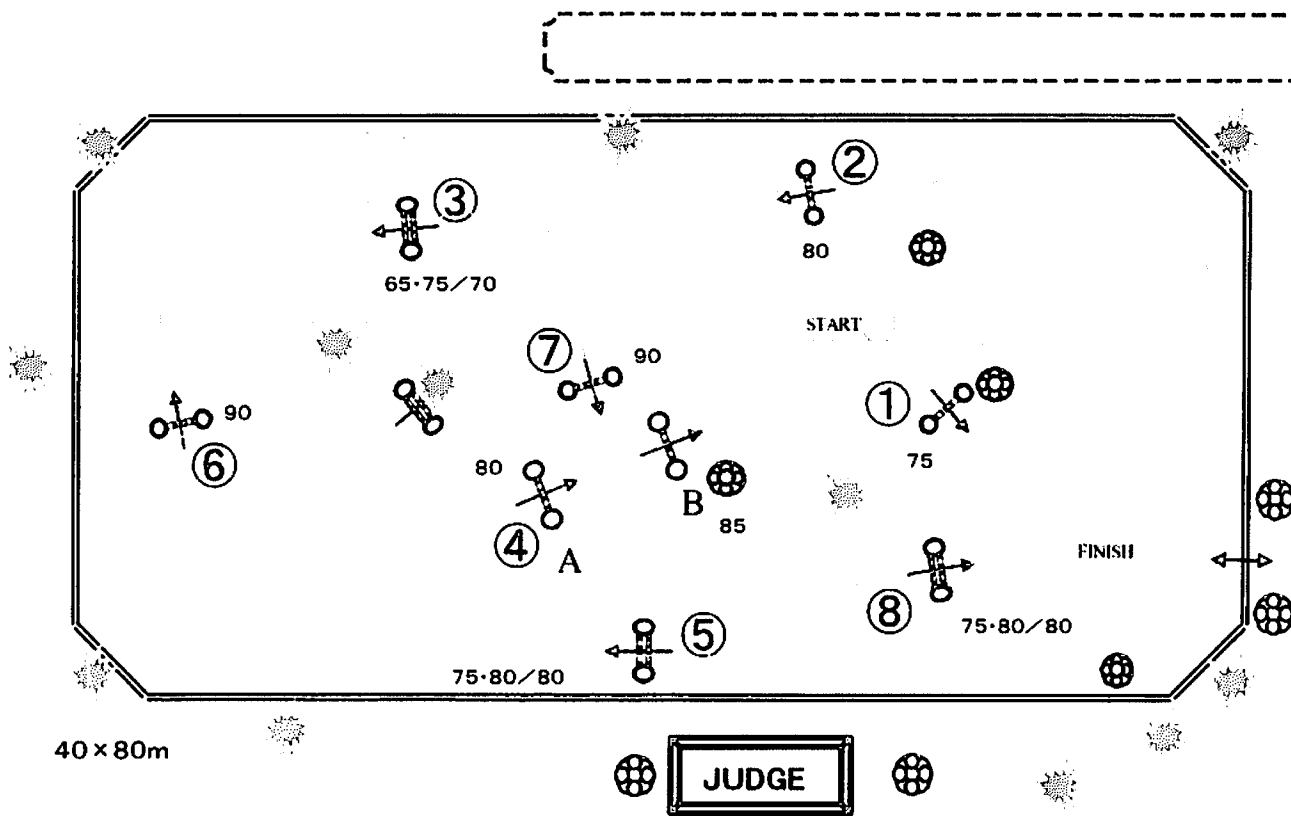 ②
80
③
65·75/70
START
⑦
90
①
75
90
⑥
80
④
A
B
85
FINISH
⑧
75·80/80
⑤
75·80/80
40×80m
JUDGE